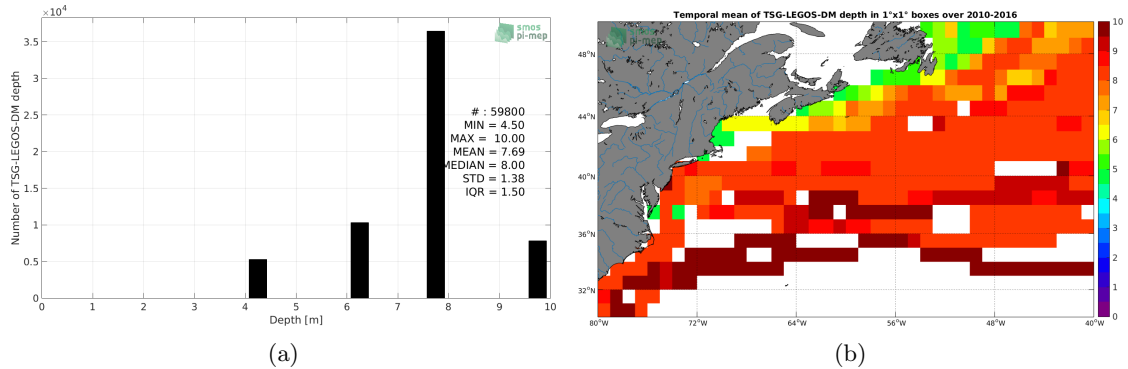 ×10⁴
smos
pi-mep
3.5
3
2.5
2
1.5
1
0.5
0
Number of TSG-LEGOS-DM depth
# : 59800
MIN = 4.50
MAX = 10.00
MEAN = 7.69
MEDIAN = 8.00
STD = 1.38
IQR = 1.50
0 1 2 3 4 5 6 7 8 9 10
Depth [m]
(a)
Temporal mean of TSG-LEGOS-DM depth in 1°x1° boxes over 2010-2016
smos
pi-mep
48°N
44°N
40°N
36°N
32°N
80°W 72°W 64°W 56°W 48°W 40°W
10
9
8
7
6
5
4
3
2
1
0
(b)